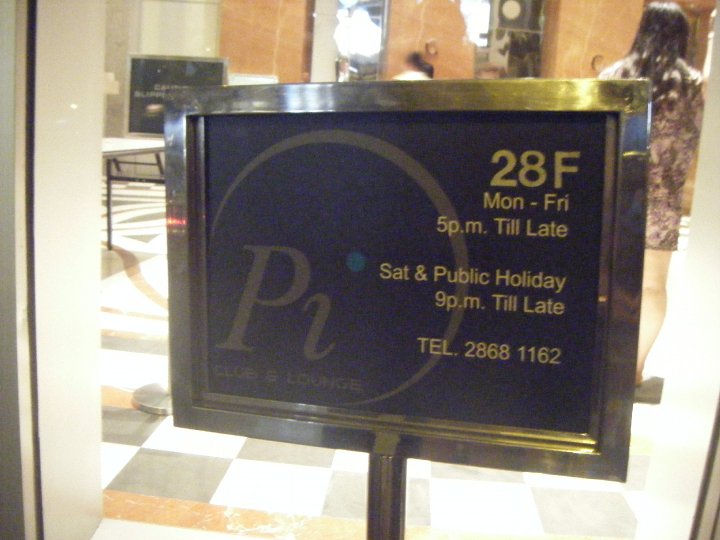 28F
Mon - Fri
5p.m. Till Late
Sat & Public Holiday
9p.m. Till Late
TEL. 2868 1162
Pi
CLUB & LOUNGE